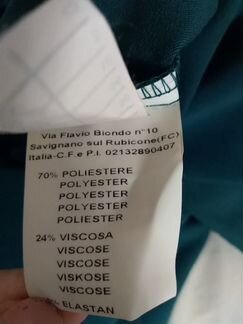 Via Flavio Biondo n°10
Savignano sul Rubicone(FC)
Italia-C.F.e P.I. 02132890407
70% POLIESTERE
POLYESTER
POLYESTER
POLYESTER
POLIESTER
24% VISCOSA
VISCOSE
VISCOSE
VISKOSE
VISCOSE
ELASTAN